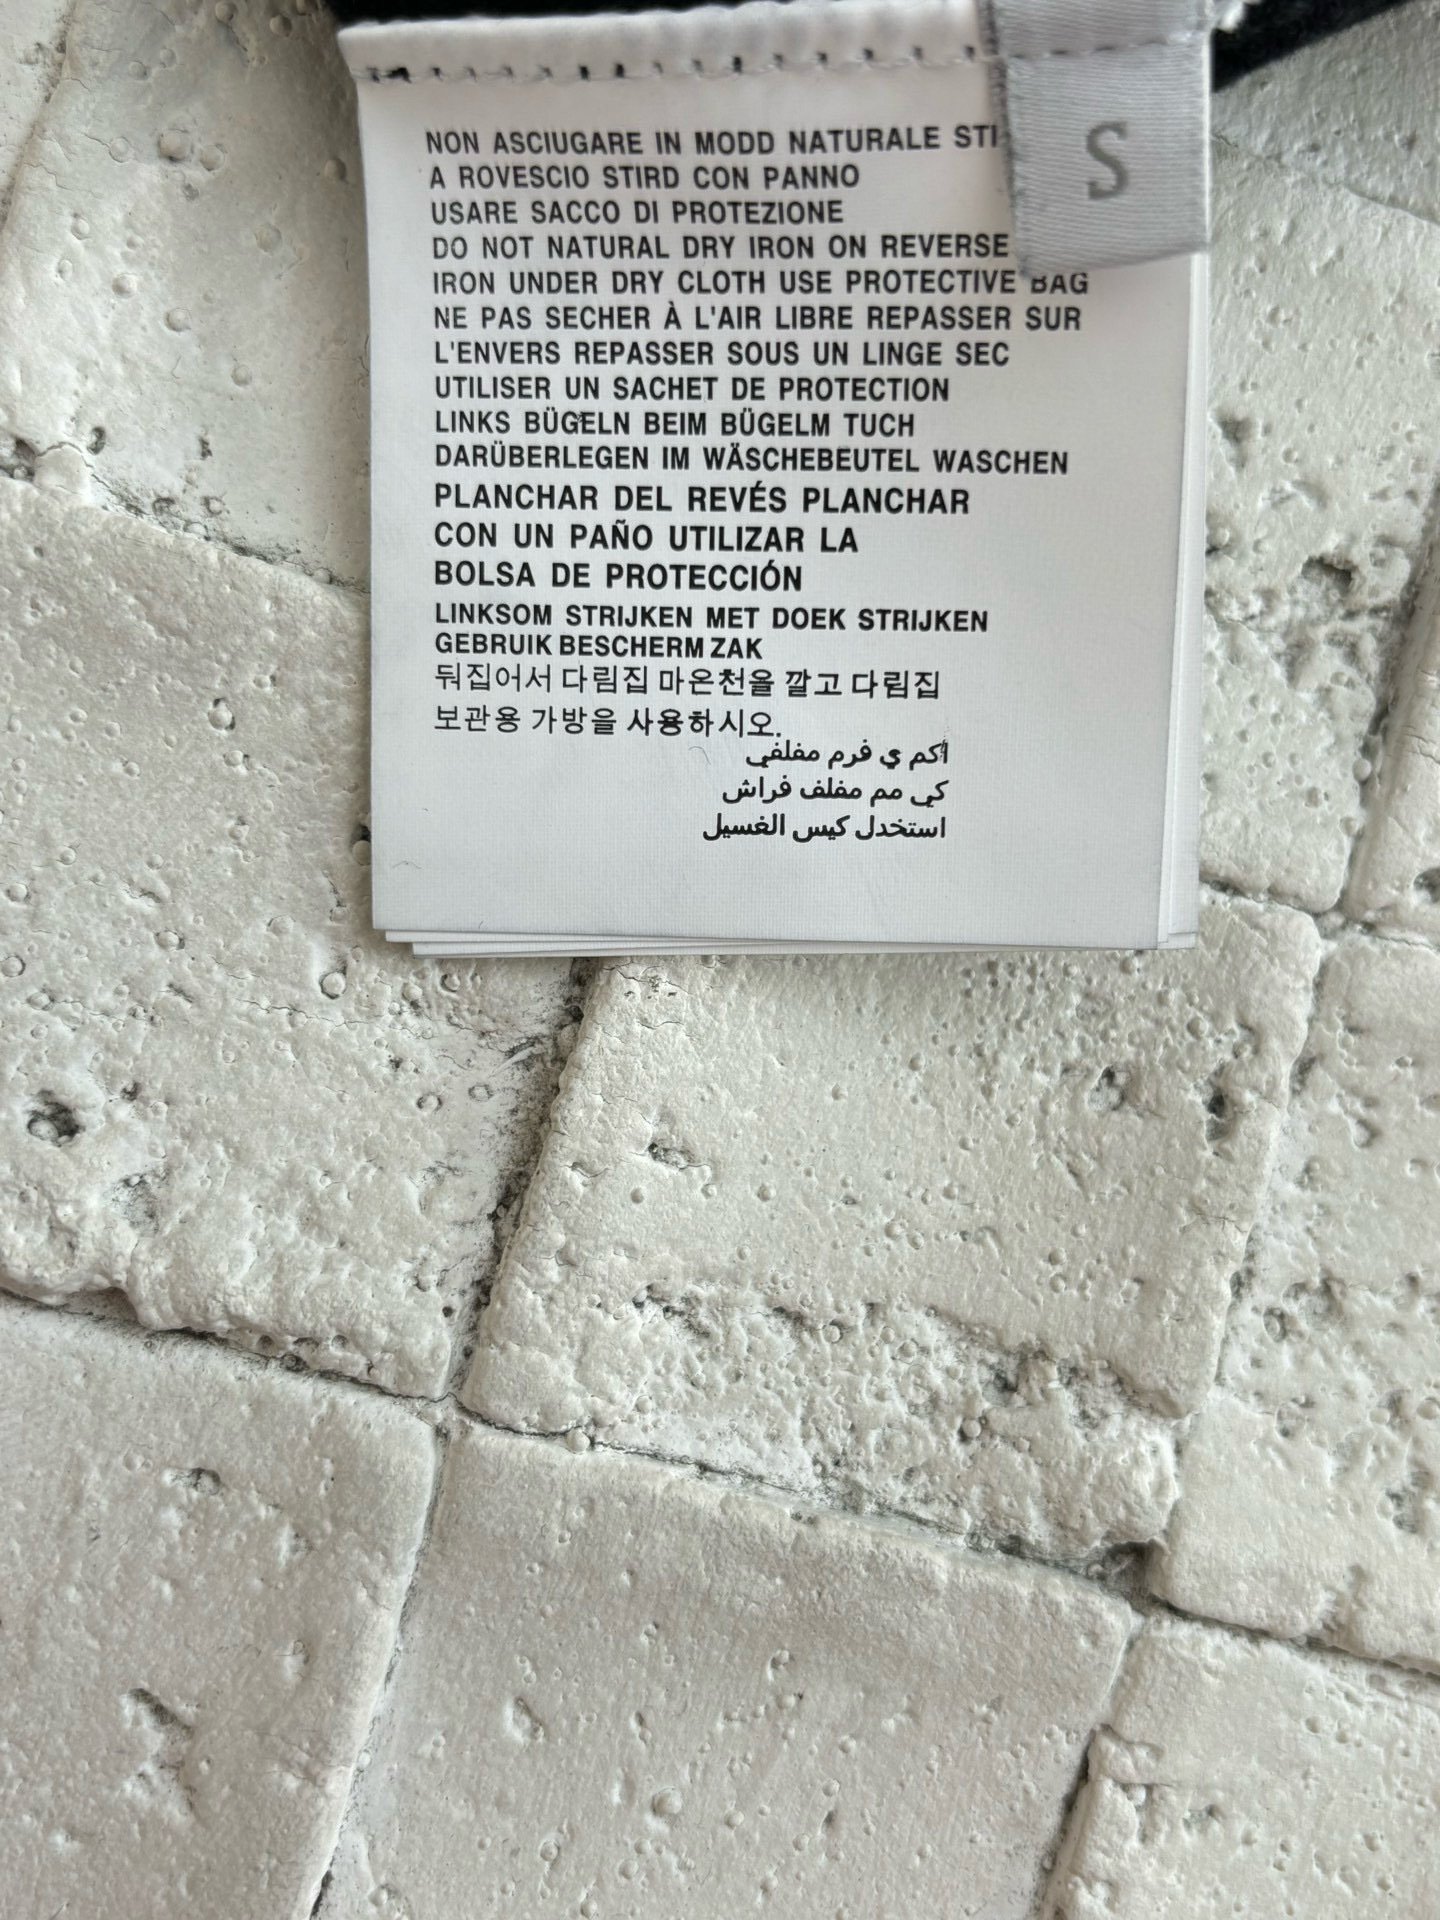 NON ASCIUGARE IN MODD NATURALE STI
A ROVESCIO STIRD CON PANNO
USARE SACCO DI PROTEZIONE
DO NOT NATURAL DRY IRON ON REVERSE
IRON UNDER DRY CLOTH USE PROTECTIVE BAG
NE PAS SECHER À L'AIR LIBRE REPASSER SUR
L'ENVERS REPASSER SOUS UN LINGE SEC
UTILISER UN SACHET DE PROTECTION
LINKS BÜGELN BEIM BÜGELM TUCH
DARÜBERLEGEN IM WÄSCHEBEUTEL WASCHEN
PLANCHAR DEL REVÉS PLANCHAR
CON UN PAÑO UTILIZAR LA
BOLSA DE PROTECCIÓN
LINKSOM STRIJKEN MET DOEK STRIJKEN
GEBRUIK BESCHERM ZAK
둬집어서 다림집 마온천올 깔고 다림집
보관용 가방을 사용하시오.
اكم ي فرم مفلفي
كي مم مفلف فراش
استخدل كيس الغسيل
S